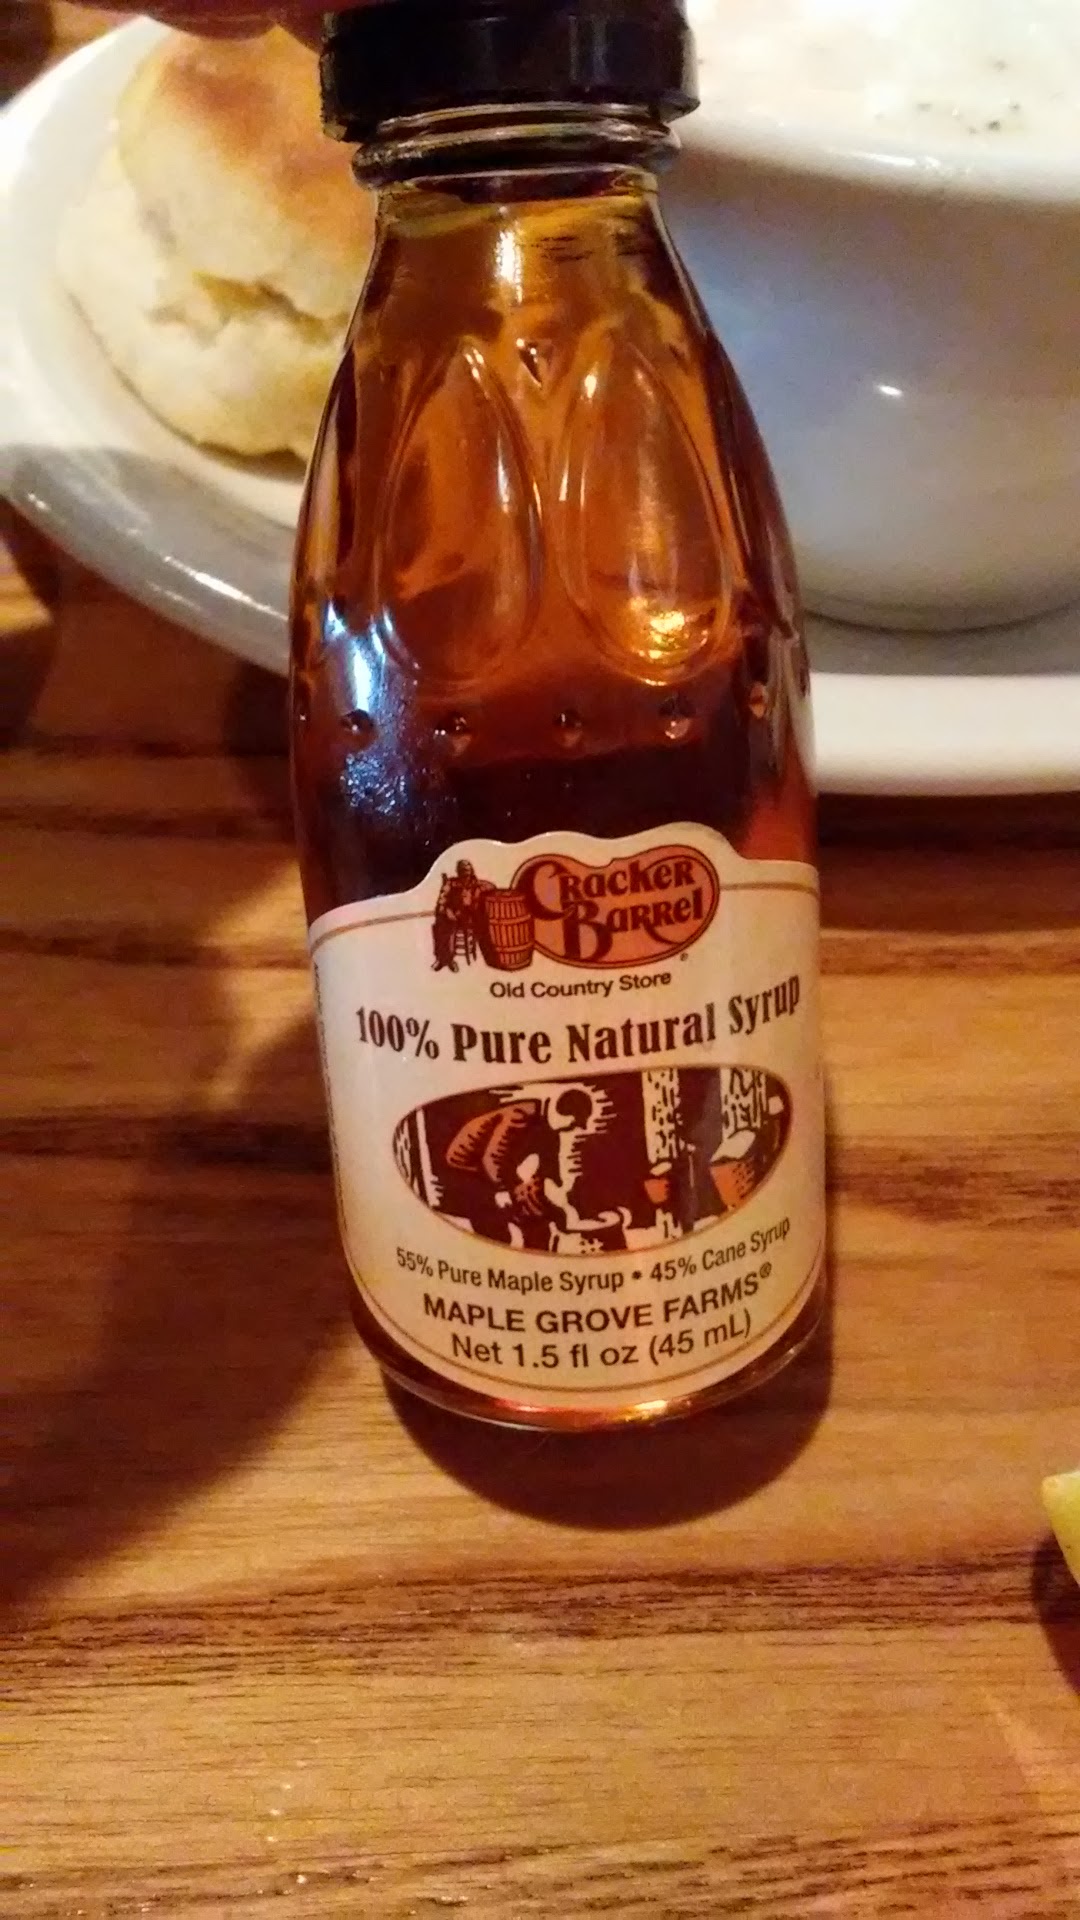 Cracker
Barrel
Old Country Store
100% Pure Natural Syrup
55% Pure Maple Syrup • 45% Cane Syrup
MAPLE GROVE FARMS®
Net 1.5 fl oz (45 mL)